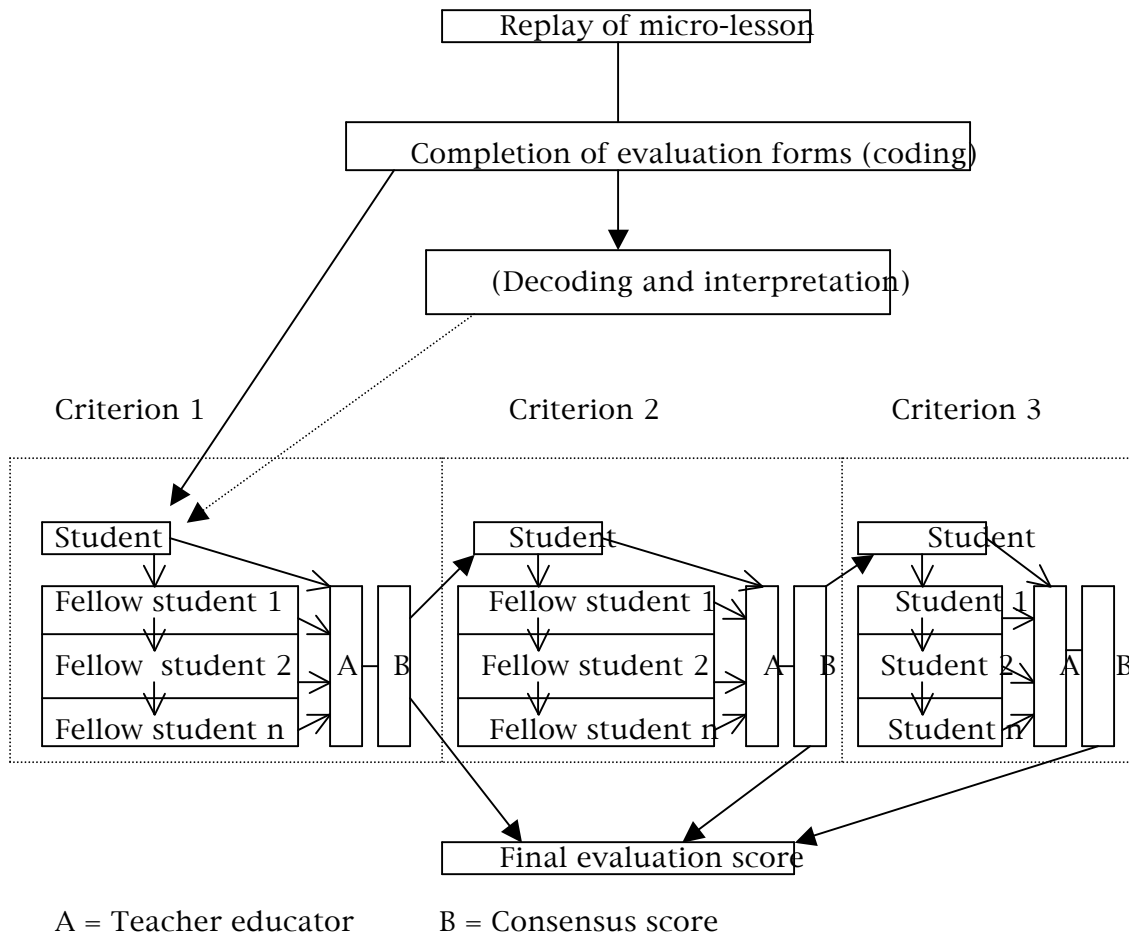 Replay of micro-lesson
Completion of evaluation forms (coding)
(Decoding and interpretation)
Criterion 1 Criterion 2 Criterion 3
Student Student Student
Fellow student 1 Fellow student 1 Student 1
Fellow student 2 A B Fellow student 2 A B Student 2 A B
Fellow student n Fellow student n Student n
Final evaluation score
A = Teacher educator B = Consensus score